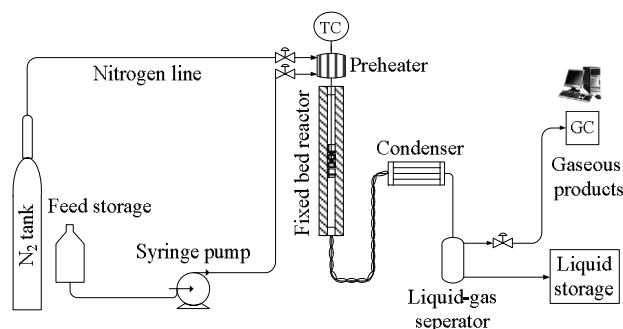 TC
Nitrogen line
Preheater
Fixed bed reactor
Condenser
GC
Gaseous
products
N2 tank
Feed storage
Syringe pump
Liquid-gas
seperator
Liquid
storage